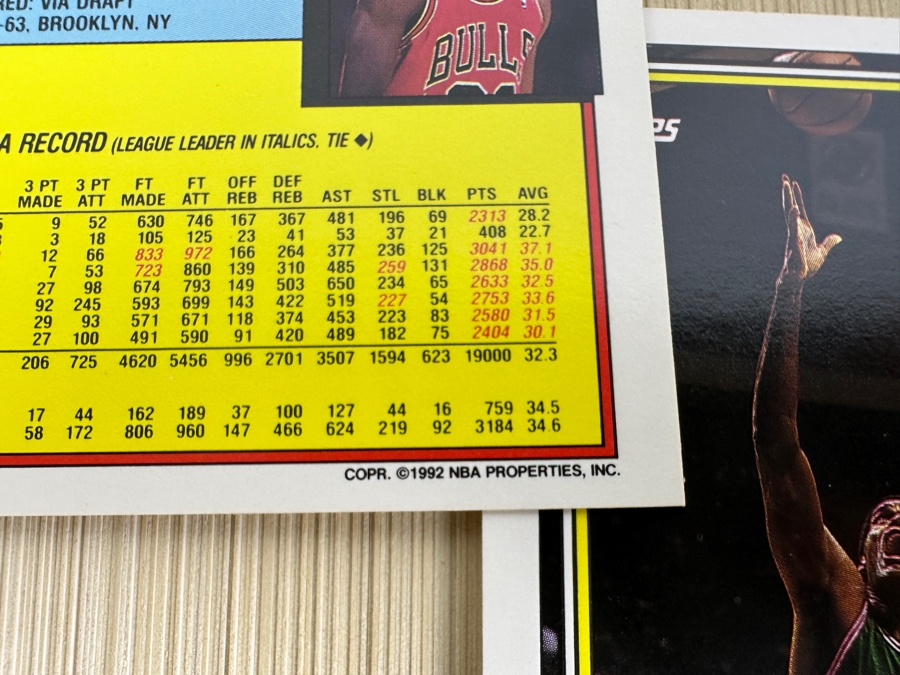 RED: VIA DRAFT
-63, BROOKLYN, NY
BULLS
A RECORD (LEAGUE LEADER IN ITALICS. TIE ◆)
3 PT MADE 3 PT ATT FT MADE FT ATT OFF REB DEF REB AST STL BLK PTS AVG
9 52 630 746 167 367 481 196 69 2313 28.2
3 18 105 125 23 41 53 37 21 408 22.7
12 66 833 972 166 264 377 236 125 3041 37.1
7 53 723 860 139 310 485 259 131 2868 35.0
27 98 674 793 149 503 650 234 65 2633 32.5
92 245 593 699 143 422 519 227 54 2753 33.6
29 93 571 671 118 374 453 223 83 2580 31.5
27 100 491 590 91 420 489 182 75 2404 30.1
206 725 4620 5456 996 2701 3507 1594 623 19000 32.3
17 44 162 189 37 100 127 44 16 759 34.5
58 172 806 960 147 466 624 219 92 3184 34.6
COPR. ©1992 NBA PROPERTIES, INC.
PS